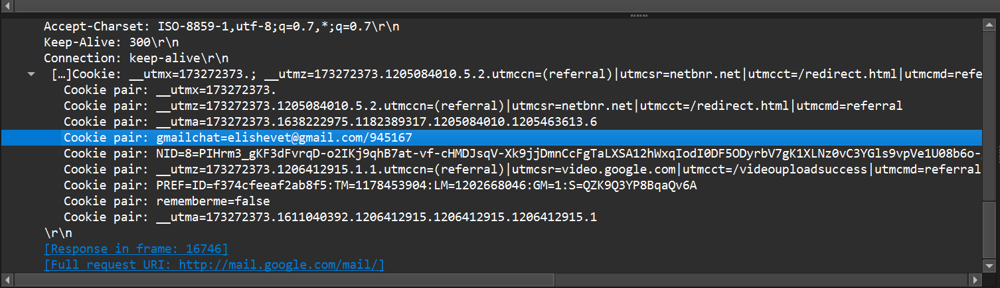 Accept-Charset: ISO-8859-1,utf-8;q=0.7,*;q=0.7\r\n
Keep-Alive: 300\r\n
Connection: keep-alive\r\n
[…]Cookie: __utmx=173272373.; __utmz=173272373.1205084010.5.2.utmccn=(referral)|utmcsr=netbnr.net|utmcct=/redirect.html|utmcmd=refe
Cookie pair: __utmx=173272373.
Cookie pair: __utmz=173272373.1205084010.5.2.utmccn=(referral)|utmcsr=netbnr.net|utmcct=/redirect.html|utmcmd=referral
Cookie pair: __utma=173272373.1638222975.1182389317.1205084010.1205463613.6
Cookie pair: gmailchat=elishevet@gmail.com/945167
Cookie pair: NID=8=PIHrm3_gKF3dFvrqD-o2IKj9qhB7at-vf-cHMDJsqV-Xk9jjDmnCcFgTaLXSA12hWxqIodI0DF5ODyrbV7gK1XLNz0vC3YGls9vpVe1U08b6o-
Cookie pair: __utmz=173272373.1206412915.1.1.utmccn=(referral)|utmcsr=video.google.com|utmcct=/videouploadsuccess|utmcmd=referral
Cookie pair: PREF=ID=f374cfeeaf2ab8f5:TM=1178453904:LM=1202668046:GM=1:S=QZK9Q3YP8BqaQv6A
Cookie pair: rememberme=false
Cookie pair: __utma=173272373.1611040392.1206412915.1206412915.1206412915.1
\r\n
[Response in frame: 16746]
[Full request URI: http://mail.google.com/mail/]